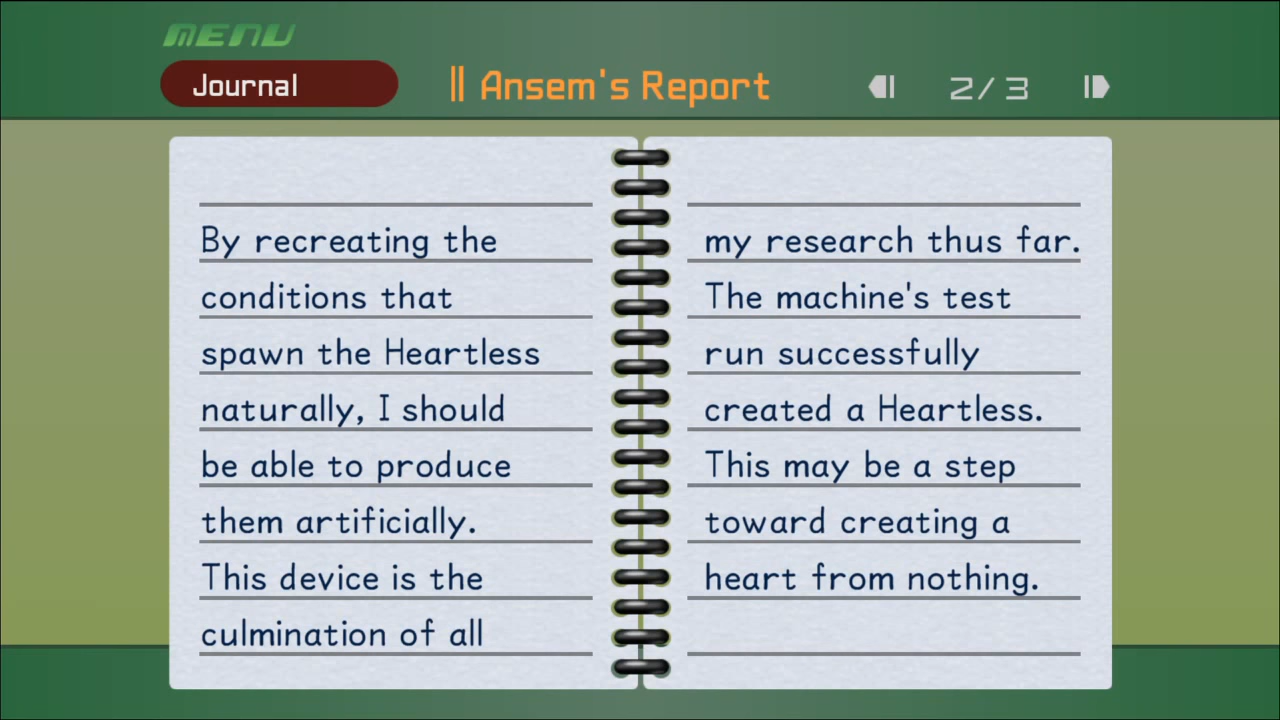 MENU
Journal
Ansem's Report
2/3
By recreating the
conditions that
spawn the Heartless
naturally, I should
be able to produce
them artificially.
This device is the
culmination of all
my research thus far.
The machine's test
run successfully
created a Heartless.
This may be a step
toward creating a
heart from nothing.